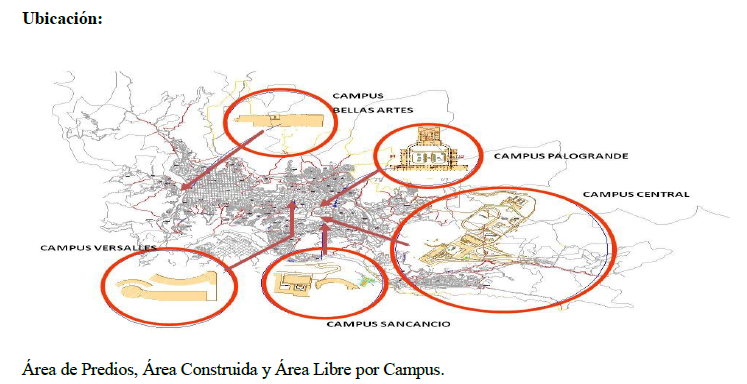 Ubicación:
CAMPUS
BELLAS ARTES
CAMPUS PALOGRANDE
CAMPUS CENTRAL
CAMPUS VERSALLES
CAMPUS SANCANCIO
Área de Predios, Área Construida y Área Libre por Campus.